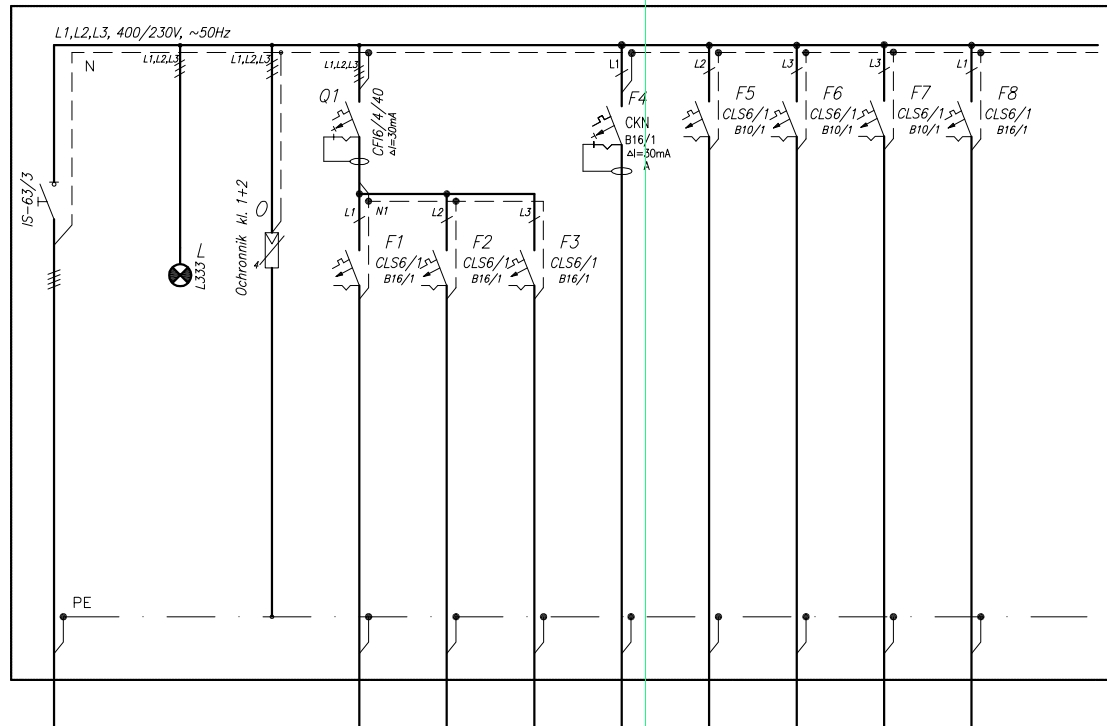 L1,L2,L3, 400/230V, ~50Hz
N
L1,L2,L3
L1,L2,L3
L1,L2,L3
L1
L2
L3
L3
L1
Q1
CFI6/4/40
ΔI=30mA
F4
CKN
B16/1
ΔI=30mA
A
F5
CLS6/1
B10/1
F6
CLS6/1
B10/1
F7
CLS6/1
B10/1
F8
CLS6/1
B16/1
IS-63/3
L
L333
O
Ochronnik kl. 1+2
4
L1
N1
L2
L3
F1
CLS6/1
B16/1
F2
CLS6/1
B16/1
F3
CLS6/1
B16/1
PE